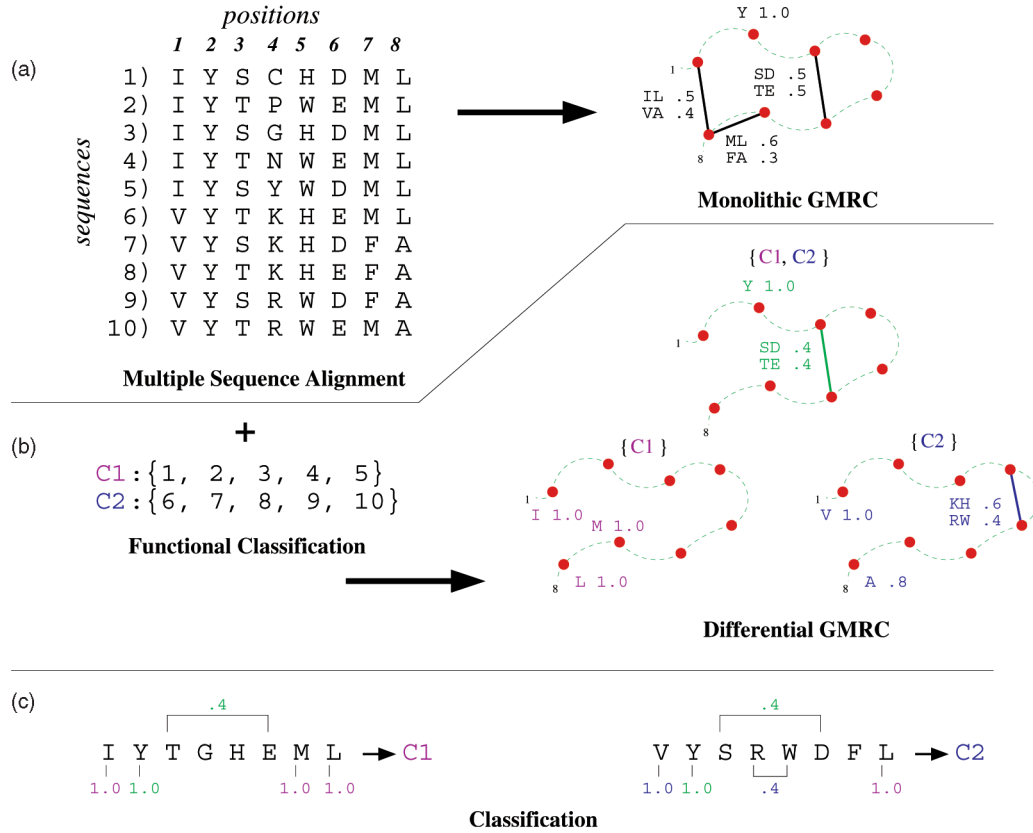 positions
1 2 3 4 5 6 7 8
(a)
sequences
1) I Y S C H D M L
2) I Y T P W E M L
3) I Y S G H D M L
4) I Y T N W E M L
5) I Y S Y W D M L
6) V Y T K H E M L
7) V Y S K H D F A
8) V Y T K H E F A
9) V Y S R W D F A
10) V Y T R W E M A
Multiple Sequence Alignment
Y 1.0
1
SD .5
TE .5
IL .5
VA .4
ML .6
FA .3
8
Monolithic GMRC
{C1, C2 }
Y 1.0
1
SD .4
TE .4
8
(b)
+
C1:{1, 2, 3, 4, 5}
C2:{6, 7, 8, 9, 10}
Functional Classification
{C1 }
1
I 1.0
M 1.0
L 1.0
8
{C2 }
1
V 1.0
KH .6
RW .4
A .8
8
Differential GMRC
(c)
.4
I Y T G H E M L C1
1.0 1.0 1.0 1.0
.4
V Y S R W D F L C2
1.0 1.0 .4 1.0
Classification